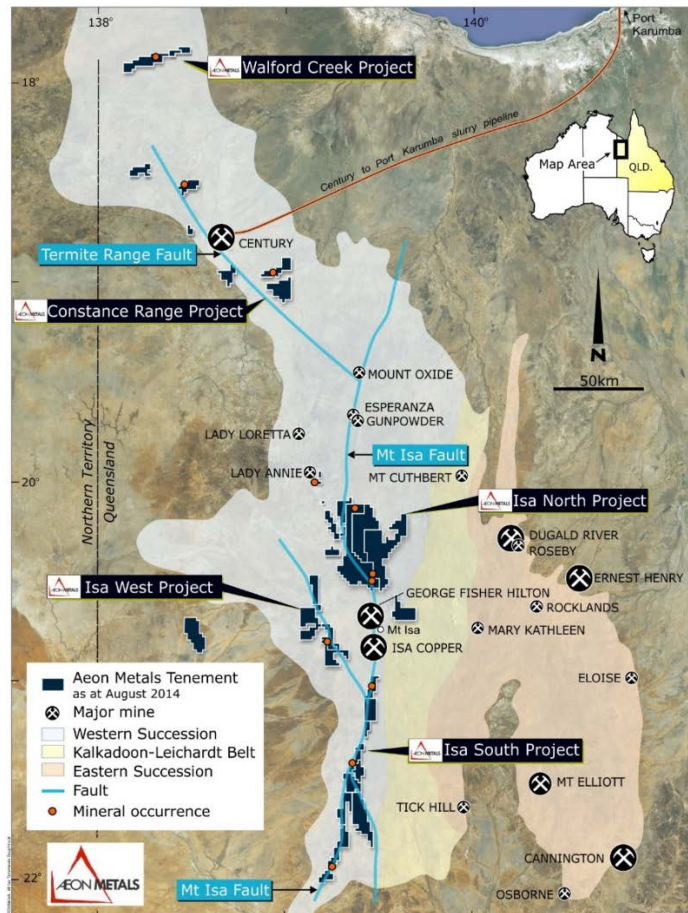 138°
140°
Port
Karumba
18°
AEON METALS
Walford Creek Project
Century to Port Karumba slurry pipeline
Map Area
QLD.
CENTURY
Termite Range Fault
AEON METALS
Constance Range Project
N
50km
MOUNT OXIDE
ESPERANZA
GUNPOWDER
LADY LORETTA
Mt Isa Fault
LADY ANNIE
MT CUTHBERT
20°
Northern Territory
Queensland
AEON METALS
Isa North Project
DUGALD RIVER
ROSEBY
AEON METALS
Isa West Project
ERNEST HENRY
GEORGE FISHER HILTON
ROCKLANDS
Mt Isa
MARY KATHLEEN
ISA COPPER
Aeon Metals Tenement
as at August 2014
Major mine
Western Succession
Kalkadoon-Leichardt Belt
Eastern Succession
Fault
Mineral occurrence
ELOISE
AEON METALS
Isa South Project
MT ELLIOTT
TICK HILL
AEON METALS
CANNINGTON
22°
Mt Isa Fault
OSBORNE